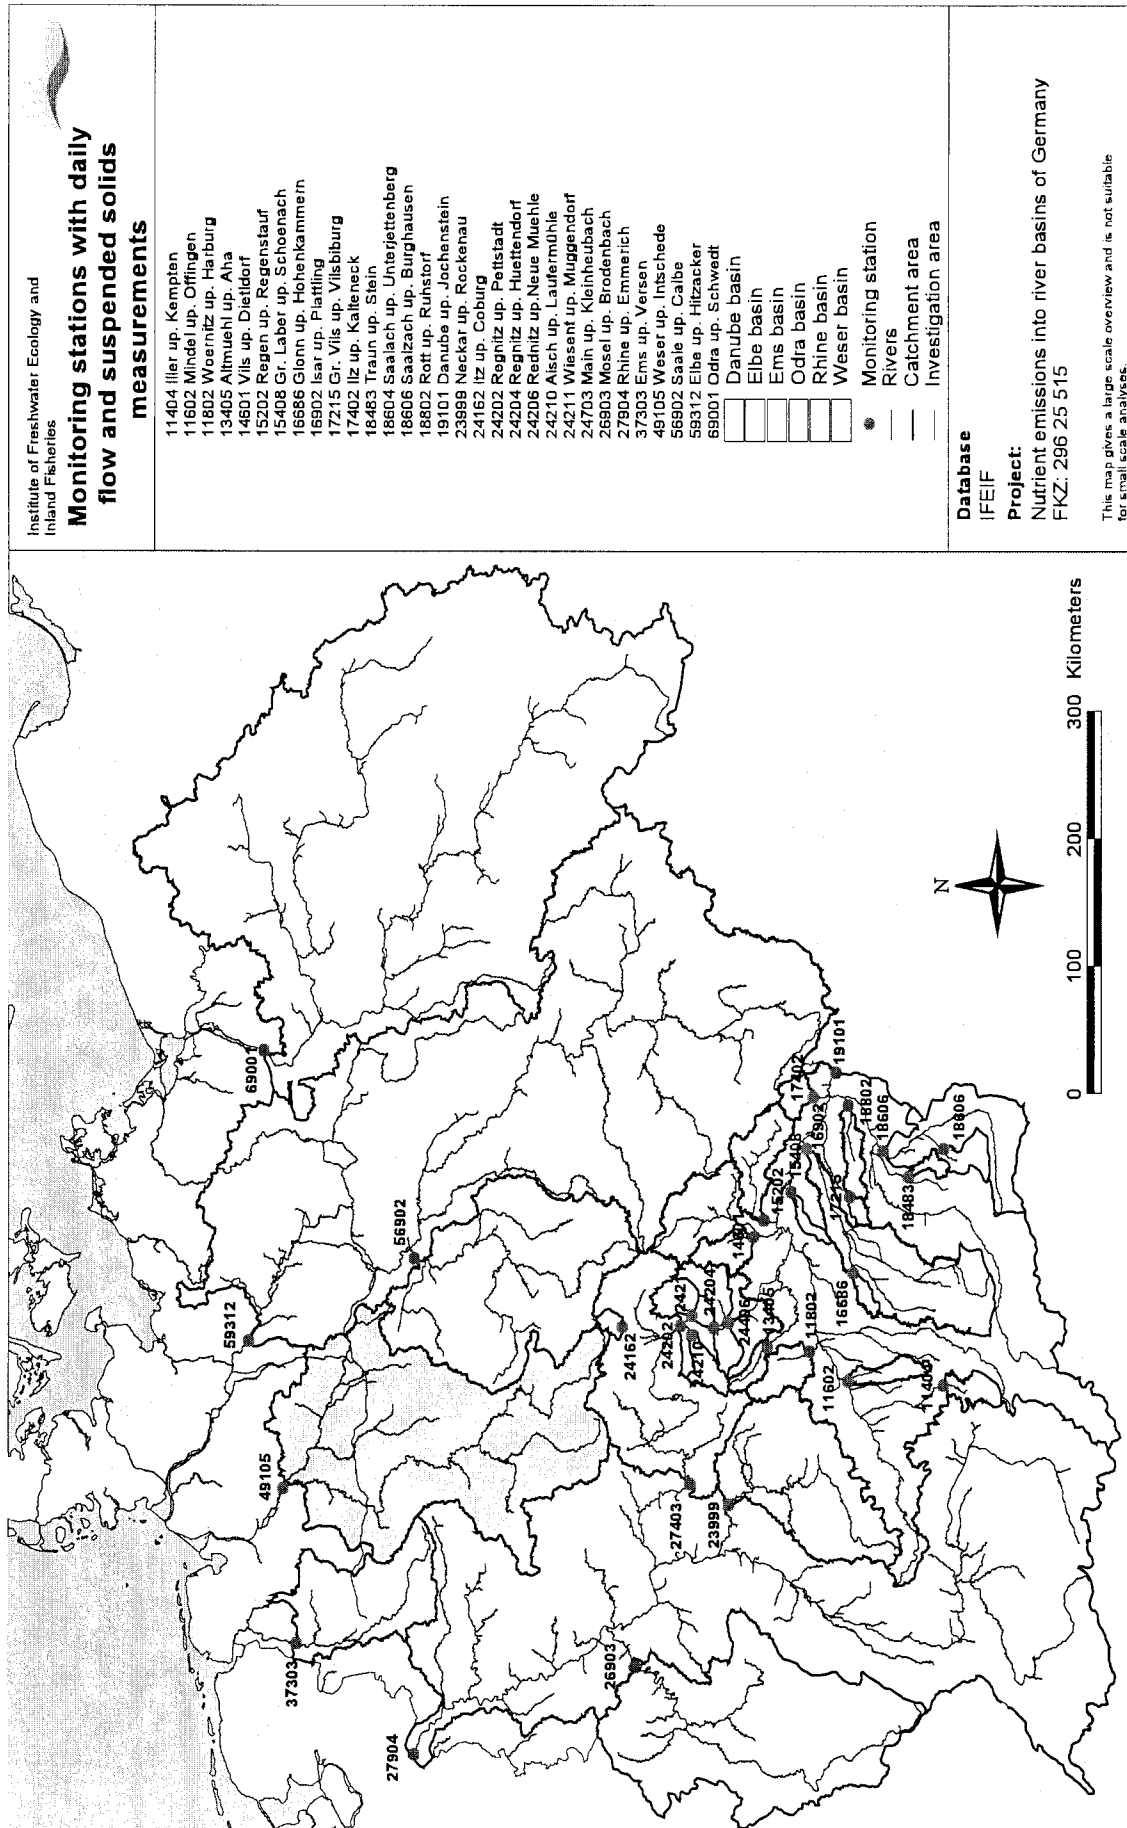 Institute of Freshwater Ecology and
Inland Fisheries
Monitoring stations with daily
flow and suspended solids
measurements
11404 Iller up. Kempten
11602 Mindel up. Offingen
11802 Woernitz up. Harburg
13405 Altmuehl up. Aha
14601 Vils up. Dietldorf
15202 Regen up. Regenstauf
15408 Gr. Laber up. Schoenach
16686 Glonn up. Hohenkammern
16902 Isar up. Plattling
17215 Gr. Vils up. Vilsbiburg
17402 Ilz up. Kalteneck
18483 Traun up. Stein
18604 Saalach up. Unterjettenberg
18606 Saalzach up. Burghausen
18802 Rott up. Ruhstorf
19101 Danube up. Jochenstein
23999 Neckar up. Rockenau
24162 Itz up. Coburg
24202 Regnitz up. Pettstadt
24204 Regnitz up. Huettendorf
24206 Rednitz up. Neue Muehle
24210 Aisch up. Laufermühle
24211 Wiesent up. Muggendorf
24703 Main up. Kleinheubach
26903 Mosel up. Brodenbach
27904 Rhine up. Emmerich
37303 Ems up. Versen
49105 Weser up. Intschede
56902 Saale up. Calbe
59312 Elbe up. Hitzacker
69001 Odra up. Schwedt
Danube basin
Elbe basin
Ems basin
Odra basin
Rhine basin
Weser basin
Monitoring station
Rivers
Catchment area
Investigation area
Database
IFEIF
Project:
Nutrient emissions into river basins of Germany
FKZ: 296 25 515
This map gives a large scale overview and is not suitable
for small scale analyses.
69001
59312
49105
37303
27904
56902
26903
24162
24202
24210
24204
27403
23999
15202
11802
11602
16686
17402
19101
16902
18802
18606
18483
18606
N
0 100 200 300 Kilometers